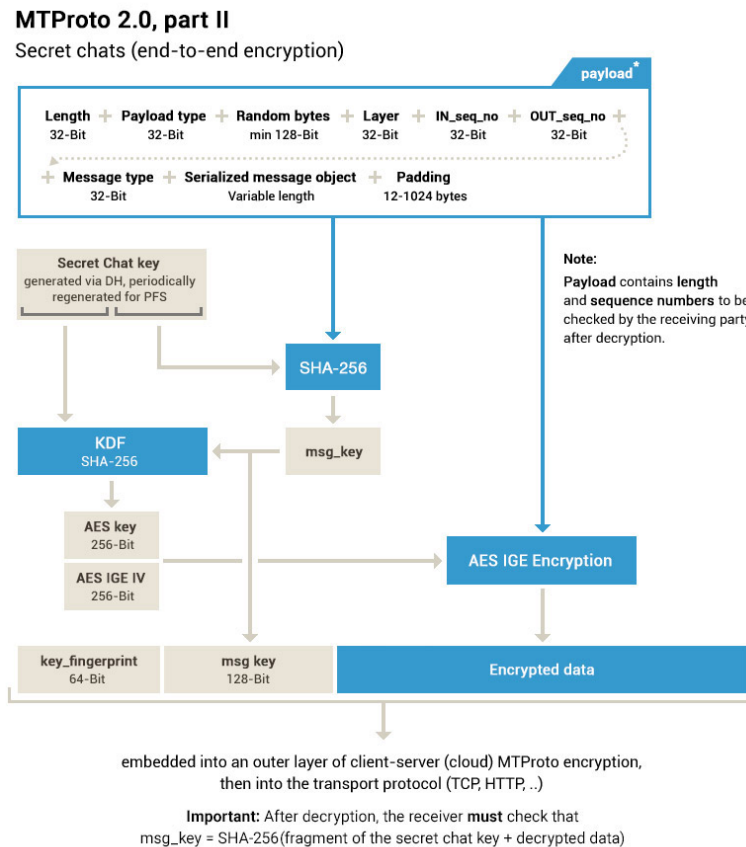 MTProto 2.0, part II
Secret chats (end-to-end encryption)
payload*
Length + Payload type + Random bytes + Layer + IN_seq_no + OUT_seq_no +
32-Bit 32-Bit min 128-Bit 32-Bit 32-Bit 32-Bit
+ Message type + Serialized message object + Padding
32-Bit Variable length 12-1024 bytes
Secret Chat key
generated via DH, periodically
regenerated for PFS
Note:
Payload contains length
and sequence numbers to be
checked by the receiving party
after decryption.
SHA-256
KDF
SHA-256
msg_key
AES key
256-Bit
AES IGE IV
256-Bit
AES IGE Encryption
key_fingerprint
64-Bit
msg key
128-Bit
Encrypted data
embedded into an outer layer of client-server (cloud) MTProto encryption,
then into the transport protocol (TCP, HTTP, ..)
Important: After decryption, the receiver must check that
msg_key = SHA-256(fragment of the secret chat key + decrypted data)